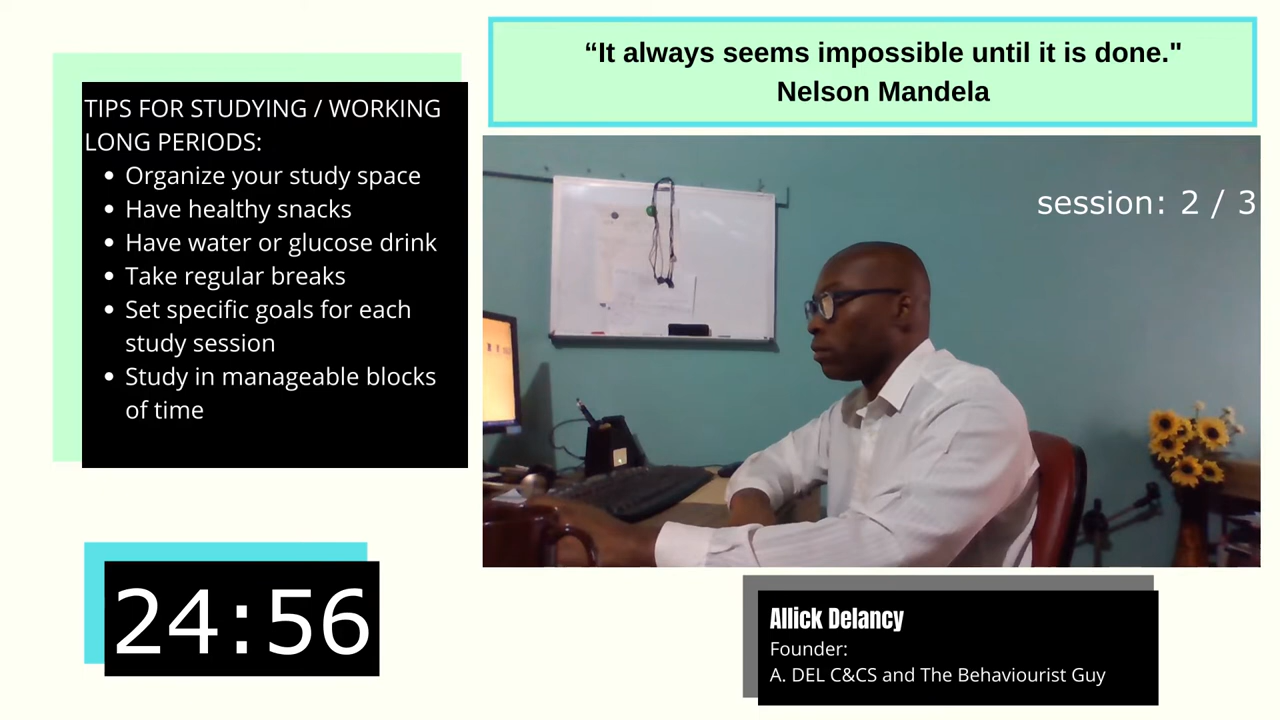 TIPS FOR STUDYING / WORKING
LONG PERIODS:
• Organize your study space
• Have healthy snacks
• Have water or glucose drink
• Take regular breaks
• Set specific goals for each
study session
• Study in manageable blocks
of time
24:56
“It always seems impossible until it is done."
Nelson Mandela
session: 2 / 3
Allick Delancy
Founder:
A. DEL C&CS and The Behaviourist Guy